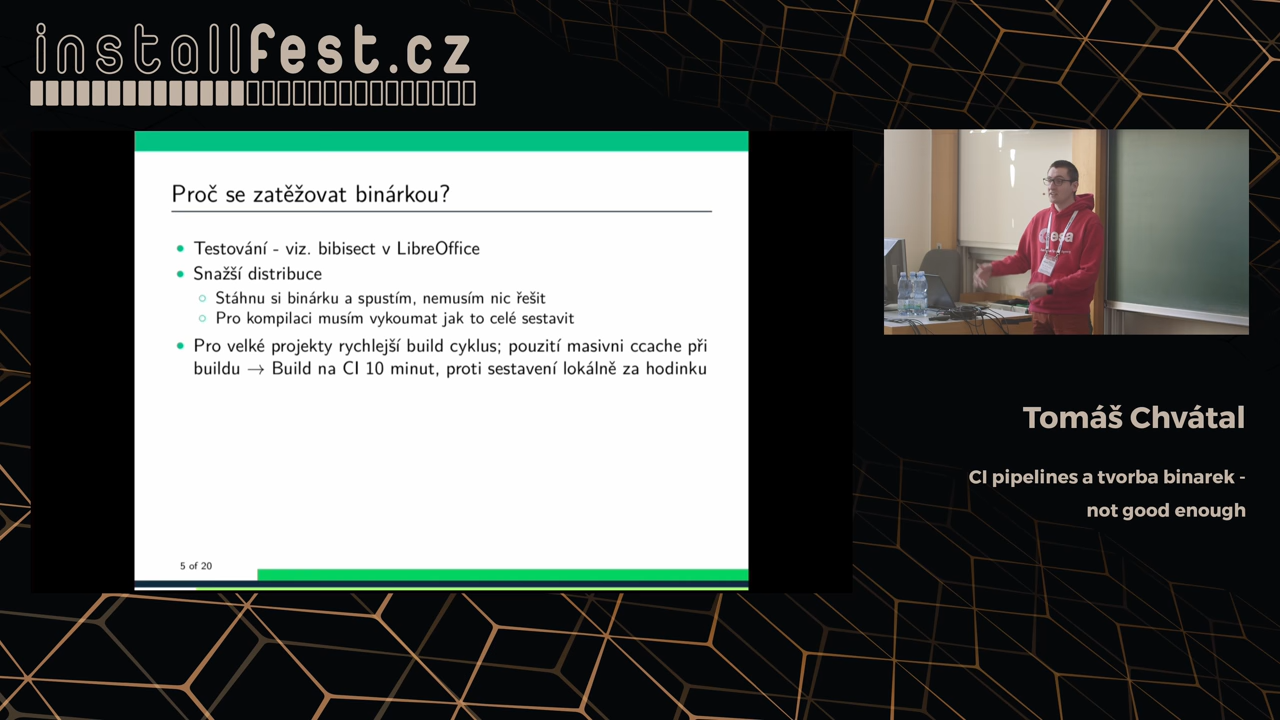 installfest.cz
Proč se zatěžovat binárkou?
Testování - viz. bibisect v LibreOffice
Snažší distribuce
Stáhnu si binárku a spustím, nemusím nic řešit
Pro kompilaci musím vykoumat jak to celé sestavit
Pro velké projekty rychlejší build cyklus; pouzití masivni ccache při
buildu → Build na CI 10 minut, proti sestavení lokálně za hodinku
5 of 20
esa
Tomáš Chvátal
CI pipelines a tvorba binarek -
not good enough